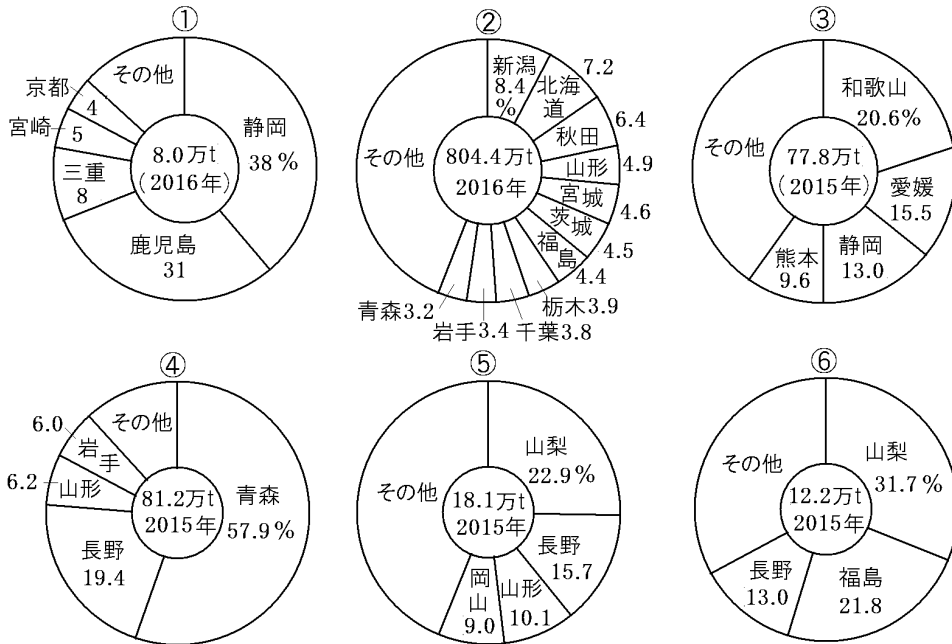 ①
静岡
38%
鹿児島
31
三重
8
宮崎
5
京都
4
その他
8.0万t
(2016年)
②
新潟
8.4
%
北海
道
7.2
秋田
6.4
山形
4.9
宮城
4.6
茨城
4.5
福島
4.4
栃木3.9
千葉3.8
岩手3.4
青森3.2
その他
804.4万t
2016年
③
和歌山
20.6%
愛媛
15.5
静岡
13.0
熊本
9.6
その他
77.8万t
(2015年)
④
青森
57.9%
長野
19.4
山形
6.2
岩手
6.0
その他
81.2万t
2015年
⑤
山梨
22.9%
長野
15.7
山形
10.1
岡山
9.0
その他
18.1万t
2015年
⑥
山梨
31.7%
福島
21.8
長野
13.0
その他
12.2万t
2015年